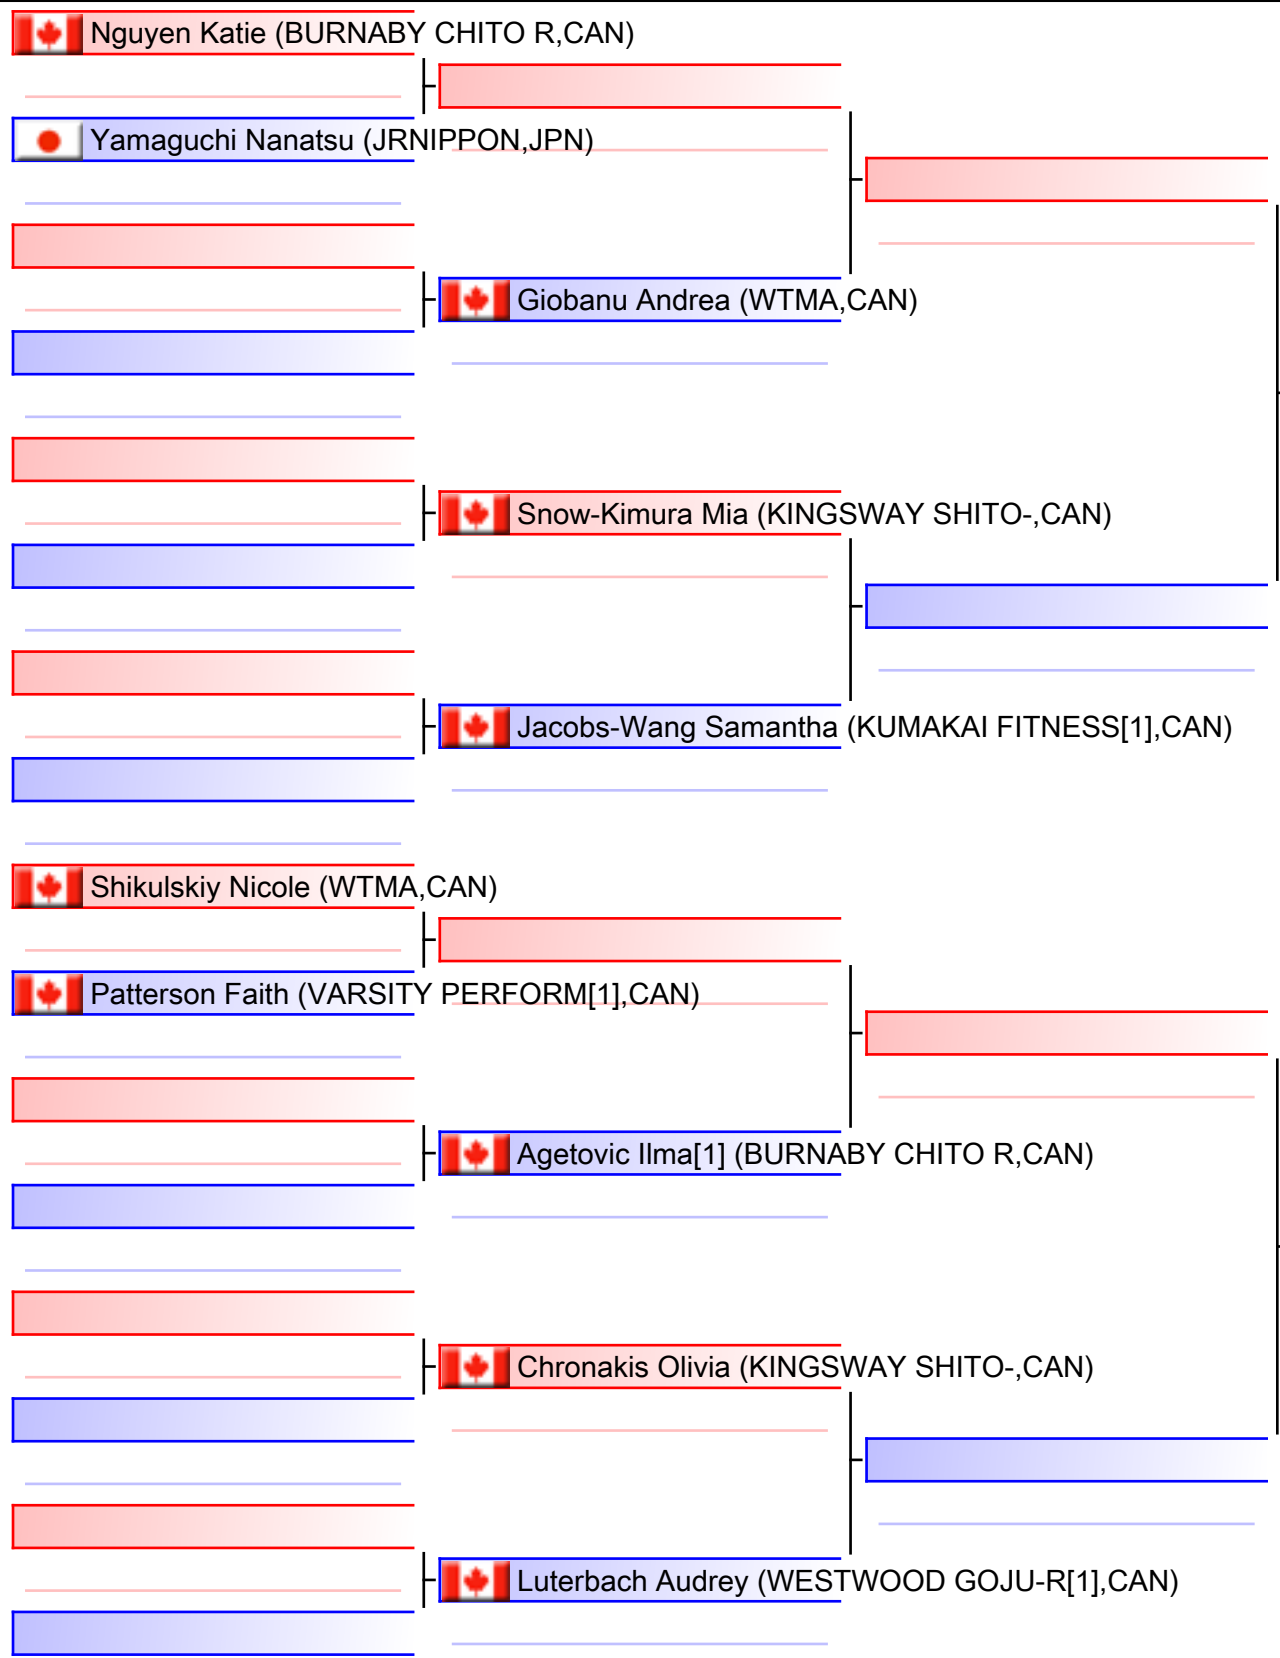 Nguyen Katie (BURNABY CHITO R,CAN)
Yamaguchi Nanatsu (JRNIPPON,JPN)
Giobanu Andrea (WTMA,CAN)
Snow-Kimura Mia (KINGSWAY SHITO-,CAN)
Jacobs-Wang Samantha (KUMAKAI FITNESS[1],CAN)
Shikulskiy Nicole (WTMA,CAN)
Patterson Faith (VARSITY PERFORM[1],CAN)
Agetovic Ilma[1] (BURNABY CHITO R,CAN)
Chronakis Olivia (KINGSWAY SHITO-,CAN)
Luterbach Audrey (WESTWOOD GOJU-R[1],CAN)